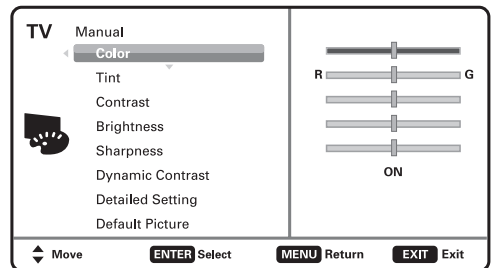 TV Manual
Color
Tint
R G
Contrast
Brightness
Sharpness
Dynamic Contrast ON
Detailed Setting
Default Picture
Move ENTER Select MENU Return EXIT Exit